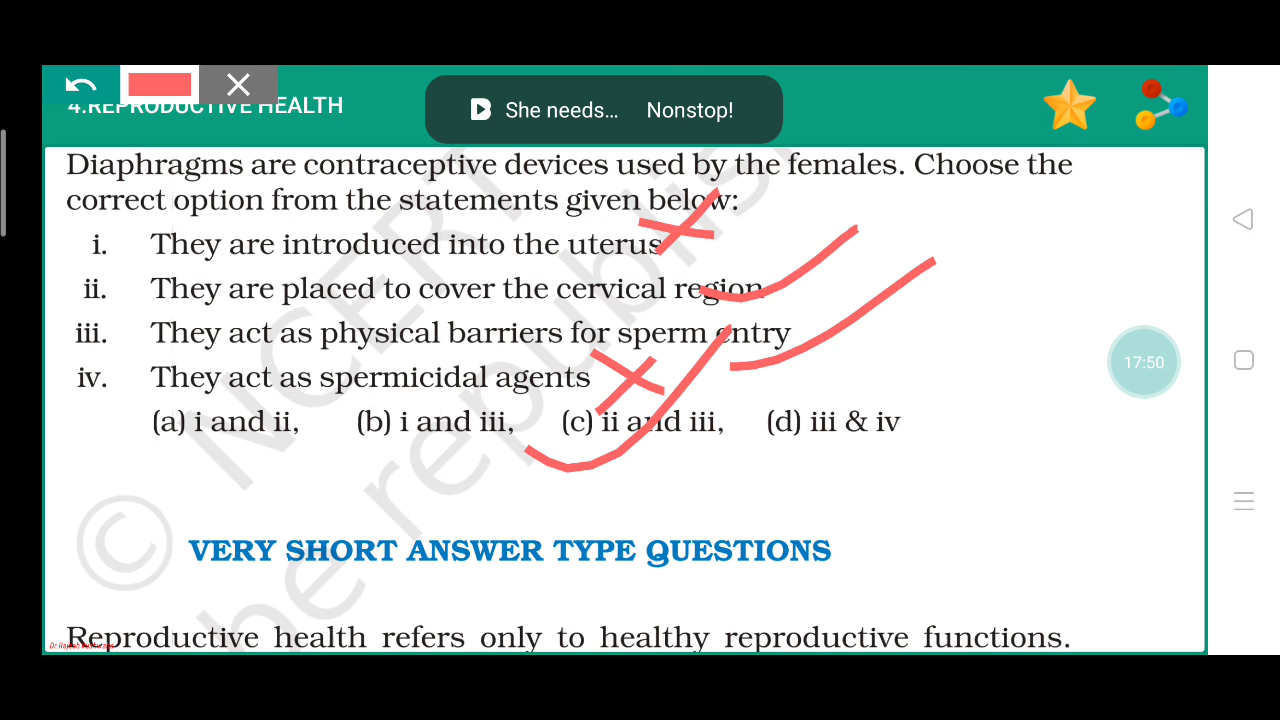 4.REPRODUCTIVE HEALTH
She needs... Nonstop!
Diaphragms are contraceptive devices used by the females. Choose the
correct option from the statements given below:
i. They are introduced into the uterus
ii. They are placed to cover the cervical region
iii. They act as physical barriers for sperm entry
17:50
iv. They act as spermicidal agents
(a) i and ii, (b) i and iii, (c) ii and iii, (d) iii & iv
© NCERT
be republis
VERY SHORT ANSWER TYPE QUESTIONS
Reproductive health refers only to healthy reproductive functions.